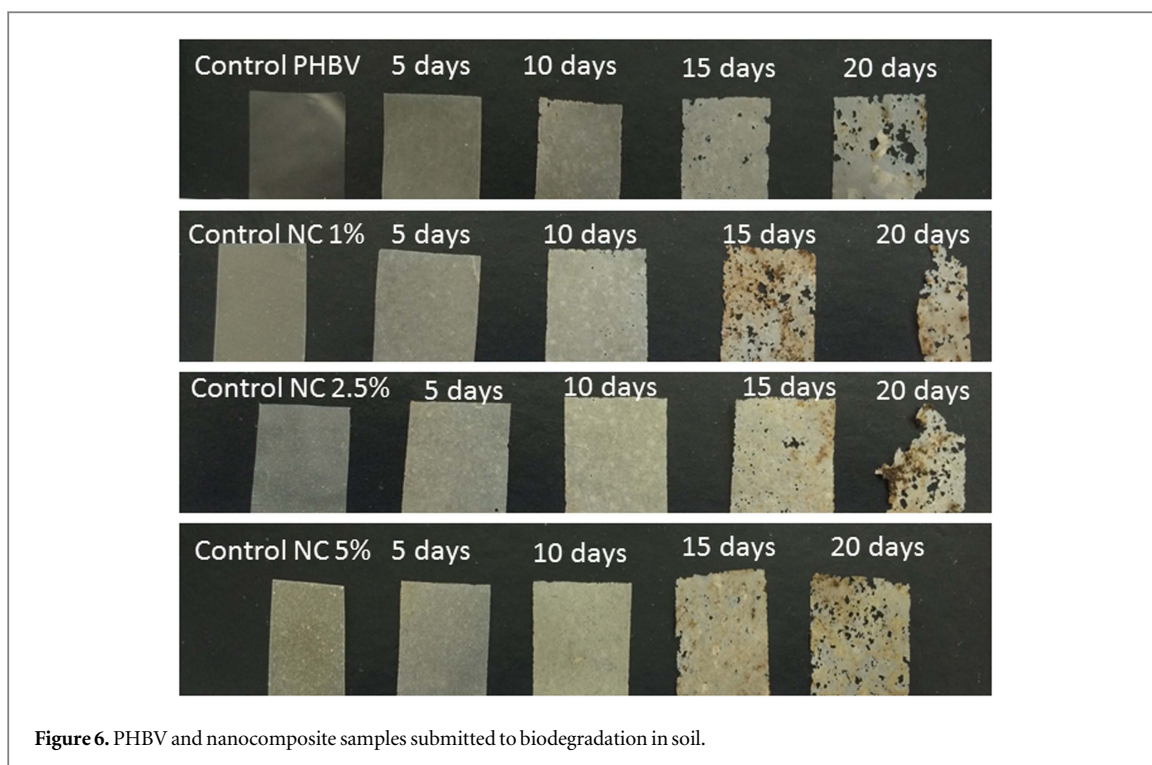 Control PHBV 5 days 10 days 15 days 20 days
Control NC 1% 5 days 10 days 15 days 20 days
Control NC 2.5% 5 days 10 days 15 days 20 days
Control NC 5% 5 days 10 days 15 days 20 days
Figure 6. PHBV and nanocomposite samples submitted to biodegradation in soil.